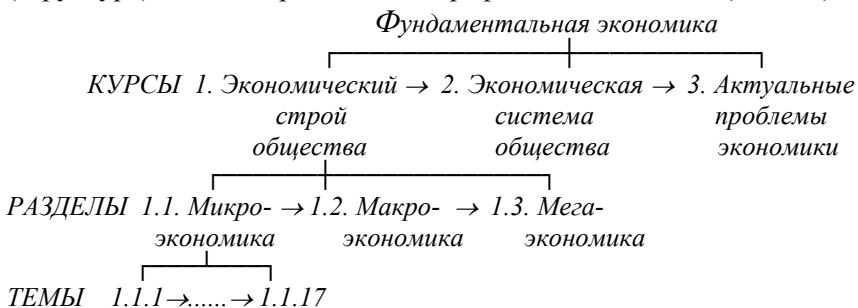 Фундаментальная экономика
КУРСЫ 1. Экономический → 2. Экономическая → 3. Актуальные
строй система проблемы
общества общества экономики
РАЗДЕЛЫ 1.1. Микро- → 1.2. Макро- → 1.3. Мега-
экономика экономика экономика
ТЕМЫ 1.1.1→......→ 1.1.17